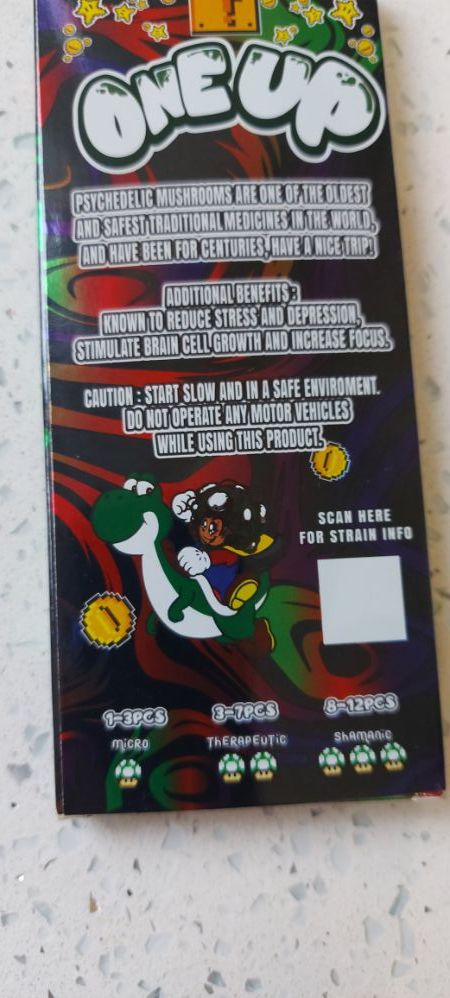 ONE UP
PSYCHEDELIC MUSHROOMS ARE ONE OF THE OLDEST
AND SAFEST TRADITIONAL MEDICINES IN THE WORLD,
AND HAVE BEEN FOR CENTURIES, HAVE A NICE TRIP!
ADDITIONAL BENEFITS :
KNOWN TO REDUCE STRESS AND DEPRESSION,
STIMULATE BRAIN CELL GROWTH AND INCREASE FOCUS.
CAUTION : START SLOW AND IN A SAFE ENVIROMENT.
DO NOT OPERATE ANY MOTOR VEHICLES
WHILE USING THIS PRODUCT.
SCAN HERE
FOR STRAIN INFO
1-3PCS 3-7PCS 8-12PCS
MICRO THERAPEUTIC SHAMANIC